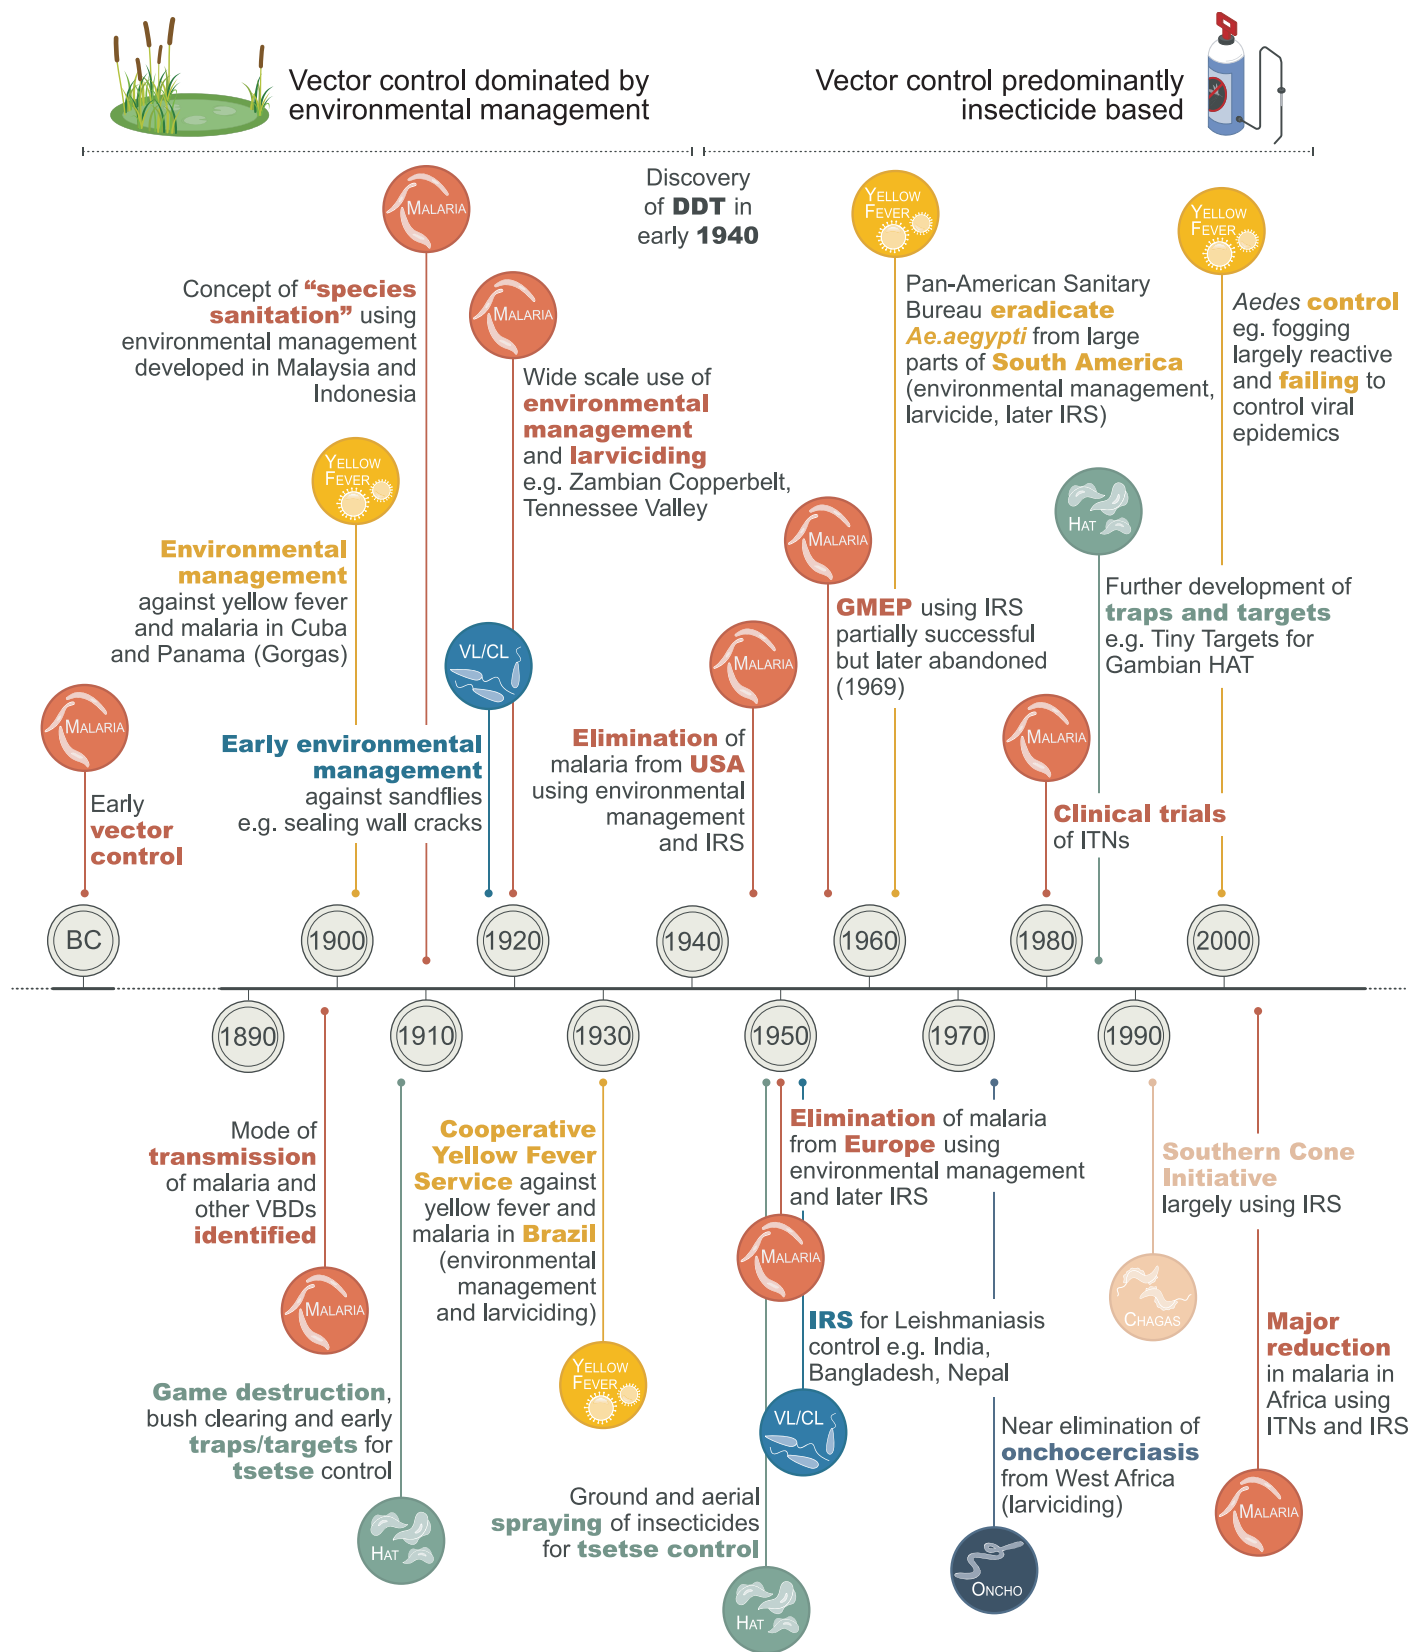 Vector control dominated by
environmental management
Vector control predominantly
insecticide based
Discovery
of DDT in
early 1940
MALARIA
Concept of “species
sanitation” using
environmental management
developed in Malaysia and
Indonesia
MALARIA
Wide scale use of
environmental
management
and larviciding
e.g. Zambian Copperbelt,
Tennessee Valley
YELLOW
FEVER
Pan-American Sanitary
Bureau eradicate
Ae.aegypti from large
parts of South America
(environmental management,
larvicide, later IRS)
YELLOW
FEVER
Aedes control
eg. fogging
largely reactive
and failing to
control viral
epidemics
YELLOW
FEVER
Environmental
management
against yellow fever
and malaria in Cuba
and Panama (Gorgas)
HAT
Further development of
traps and targets
e.g. Tiny Targets for
Gambian HAT
MALARIA
GMEP using IRS
partially successful
but later abandoned
(1969)
MALARIA
Early
vector
control
VL/CL
Early environmental
management
against sandflies
e.g. sealing wall cracks
MALARIA
Elimination of
malaria from USA
using environmental
management
and IRS
MALARIA
Clinical trials
of ITNs
BC
1900
1920
1940
1960
1980
2000
1890
1910
1930
1950
1970
1990
Mode of
transmission
of malaria and
other VBDs
identified
MALARIA
Game destruction,
bush clearing and early
traps/targets for
tsetse control
HAT
Cooperative
Yellow Fever
Service against
yellow fever and
malaria in Brazil
(environmental
management
and larviciding)
YELLOW
FEVER
Elimination of malaria
from Europe using
environmental management
and later IRS
MALARIA
IRS for Leishmaniasis
control e.g. India,
Bangladesh, Nepal
VL/CL
Ground and aerial
spraying of insecticides
for tsetse control
HAT
Near elimination of
onchocerciasis
from West Africa
(larviciding)
ONCHO
Southern Cone
Initiative
largely using IRS
CHAGAS
Major
reduction
in malaria in
Africa using
ITNs and IRS
MALARIA